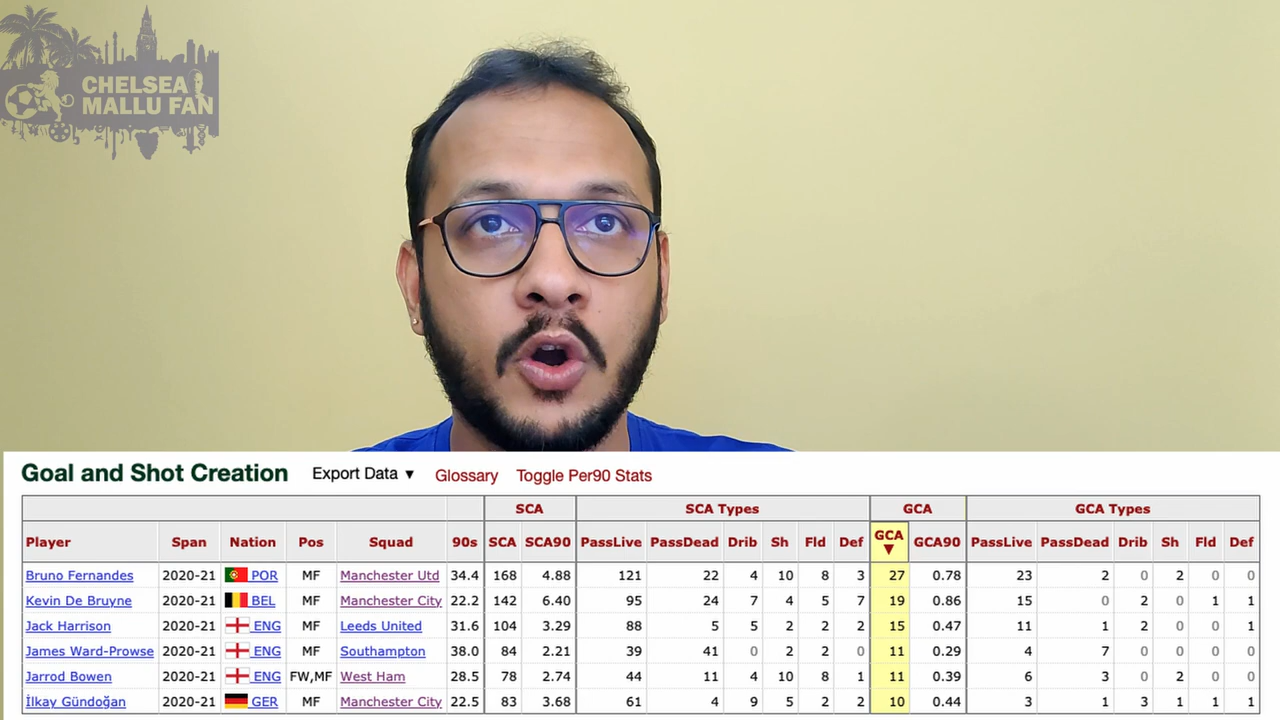 CHELSEA
MALLU FAN
Goal and Shot Creation Export Data ▼ Glossary Toggle Per90 Stats
SCA SCA Types GCA GCA Types
Player Span Nation Pos Squad 90s SCA SCA90 PassLive PassDead Drib Sh Fld Def GCA ▼ GCA90 PassLive PassDead Drib Sh Fld Def
Bruno Fernandes 2020-21 POR MF Manchester Utd 34.4 168 4.88 121 22 4 10 8 3 27 0.78 23 2 0 2 0 0
Kevin De Bruyne 2020-21 BEL MF Manchester City 22.2 142 6.40 95 24 7 4 5 7 19 0.86 15 0 2 0 1 1
Jack Harrison 2020-21 ENG MF Leeds United 31.6 104 3.29 88 5 5 2 2 2 15 0.47 11 1 2 0 0 1
James Ward-Prowse 2020-21 ENG MF Southampton 38.0 84 2.21 39 41 0 2 2 0 11 0.29 4 7 0 0 0 0
Jarrod Bowen 2020-21 ENG FW,MF West Ham 28.5 78 2.74 44 11 4 10 8 1 11 0.39 6 3 0 2 0 0
İlkay Gündoğan 2020-21 GER MF Manchester City 22.5 83 3.68 61 4 9 5 2 2 10 0.44 3 1 3 1 1 1